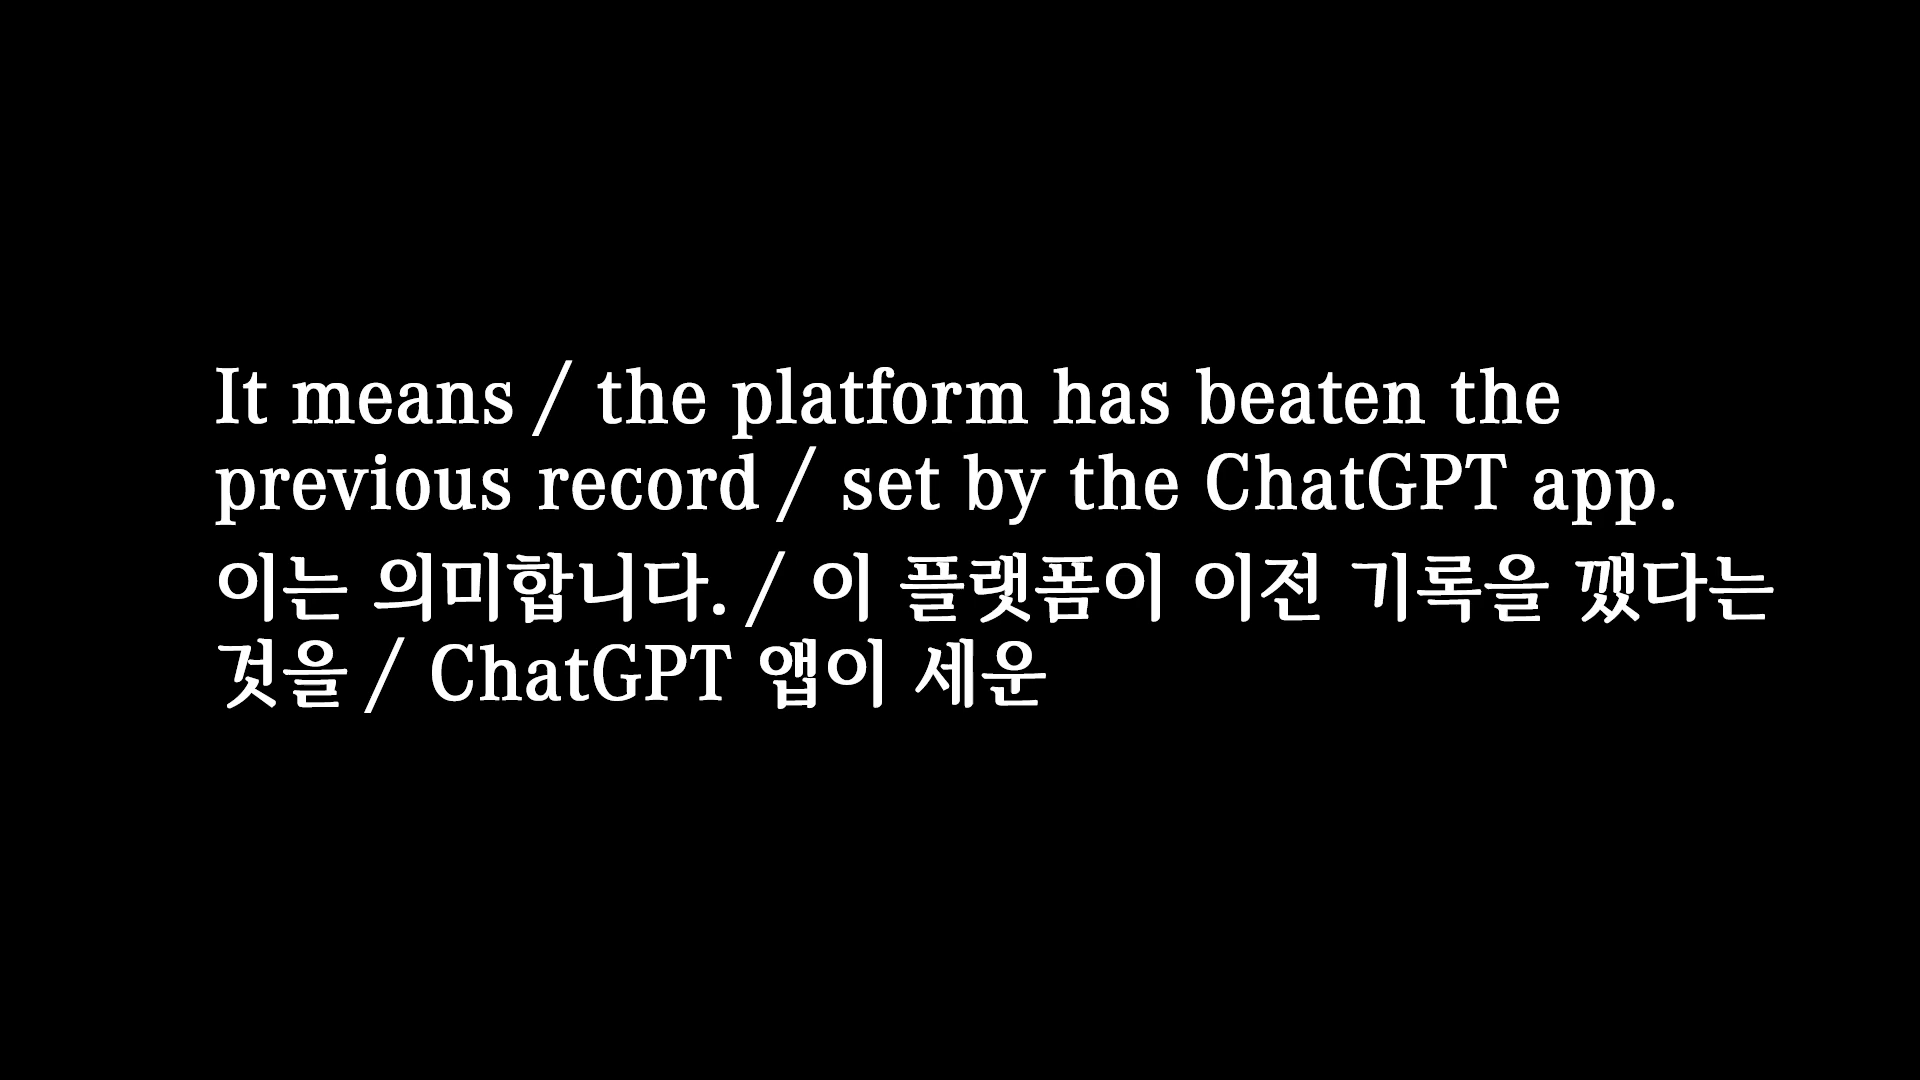 It means / the platform has beaten the
previous record / set by the ChatGPT app.
이는 의미합니다. / 이 플랫폼이 이전 기록을 깼다는
것을 / ChatGPT 앱이 세운